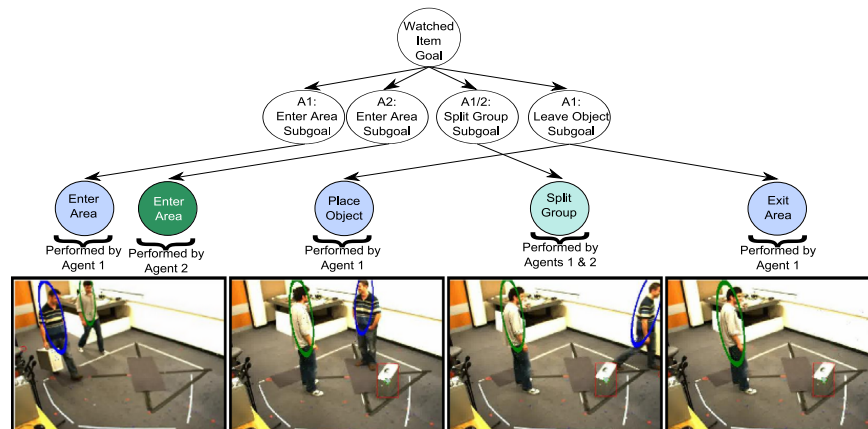 Watched
Item
Goal
A1:
Enter Area
Subgoal
A2:
Enter Area
Subgoal
A1/2:
Split Group
Subgoal
A1:
Leave Object
Subgoal
Enter
Area
Enter
Area
Place
Object
Split
Group
Exit
Area
Performed by
Agent 1
Performed by
Agent 2
Performed by
Agent 1
Performed by
Agents 1 & 2
Performed by
Agent 1